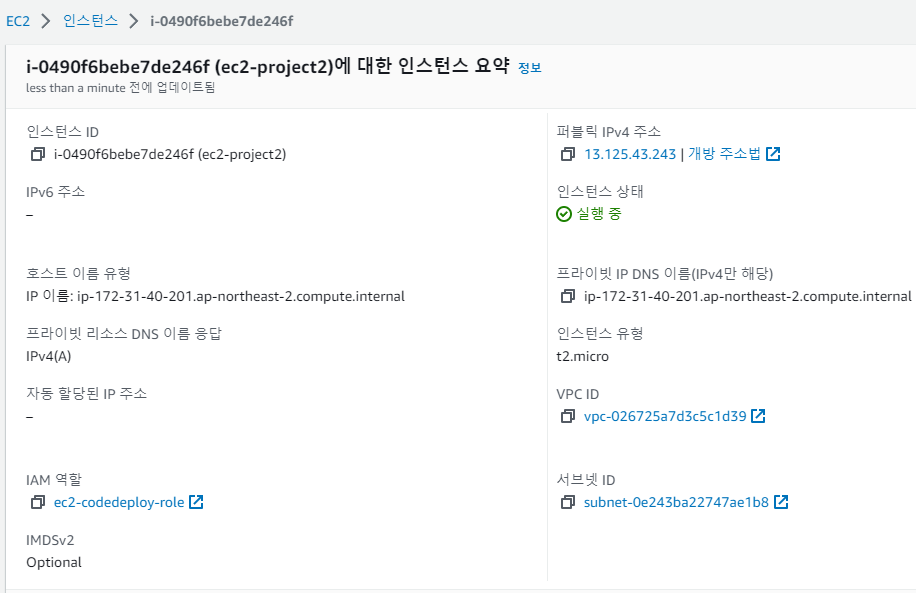 EC2 > 인스턴스 > i-0490f6bebe7de246f
i-0490f6bebe7de246f (ec2-project2)에 대한 인스턴스 요약 정보
less than a minute 전에 업데이트됨
인스턴스 ID
i-0490f6bebe7de246f (ec2-project2)
퍼블릭 IPv4 주소
13.125.43.243 | 개방 주소법
IPv6 주소
–
인스턴스 상태
실행 중
호스트 이름 유형
IP 이름: ip-172-31-40-201.ap-northeast-2.compute.internal
프라이빗 IP DNS 이름(IPv4만 해당)
ip-172-31-40-201.ap-northeast-2.compute.internal
프라이빗 리소스 DNS 이름 응답
IPv4(A)
인스턴스 유형
t2.micro
자동 할당된 IP 주소
–
VPC ID
vpc-026725a7d3c5c1d39
IAM 역할
ec2-codedeploy-role
서브넷 ID
subnet-0e243ba22747ae1b8
IMDSv2
Optional